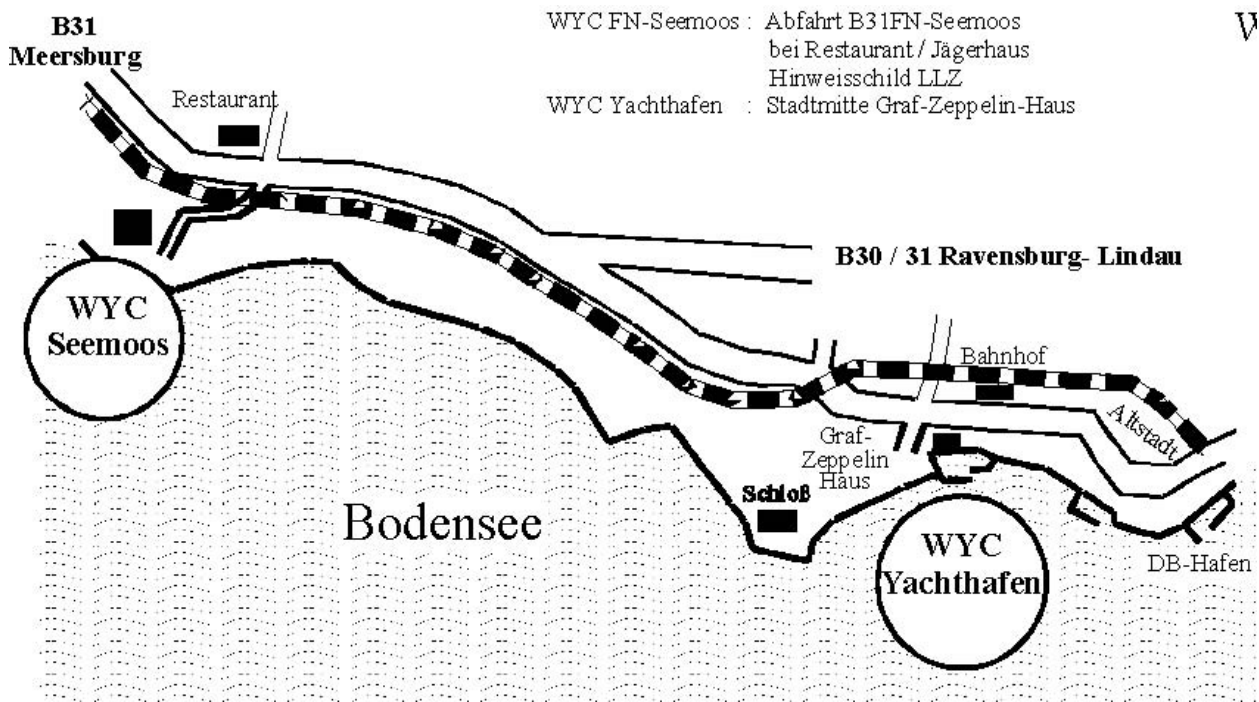 WYC FN-Seemoos : Abfahrt B31FN-Seemoos
bei Restaurant / Jägerhaus
Hinweisschild LLZ
WYC Yachthafen : Stadtmitte Graf-Zeppelin-Haus
W
B31
Meersburg
Restaurant
B30 / 31 Ravensburg- Lindau
WYC
Seemoos
Bahnhof
Altstadt
Graf-
Zeppelin
Haus
Schloß
Bodensee
WYC
Yachthafen
DB-Hafen